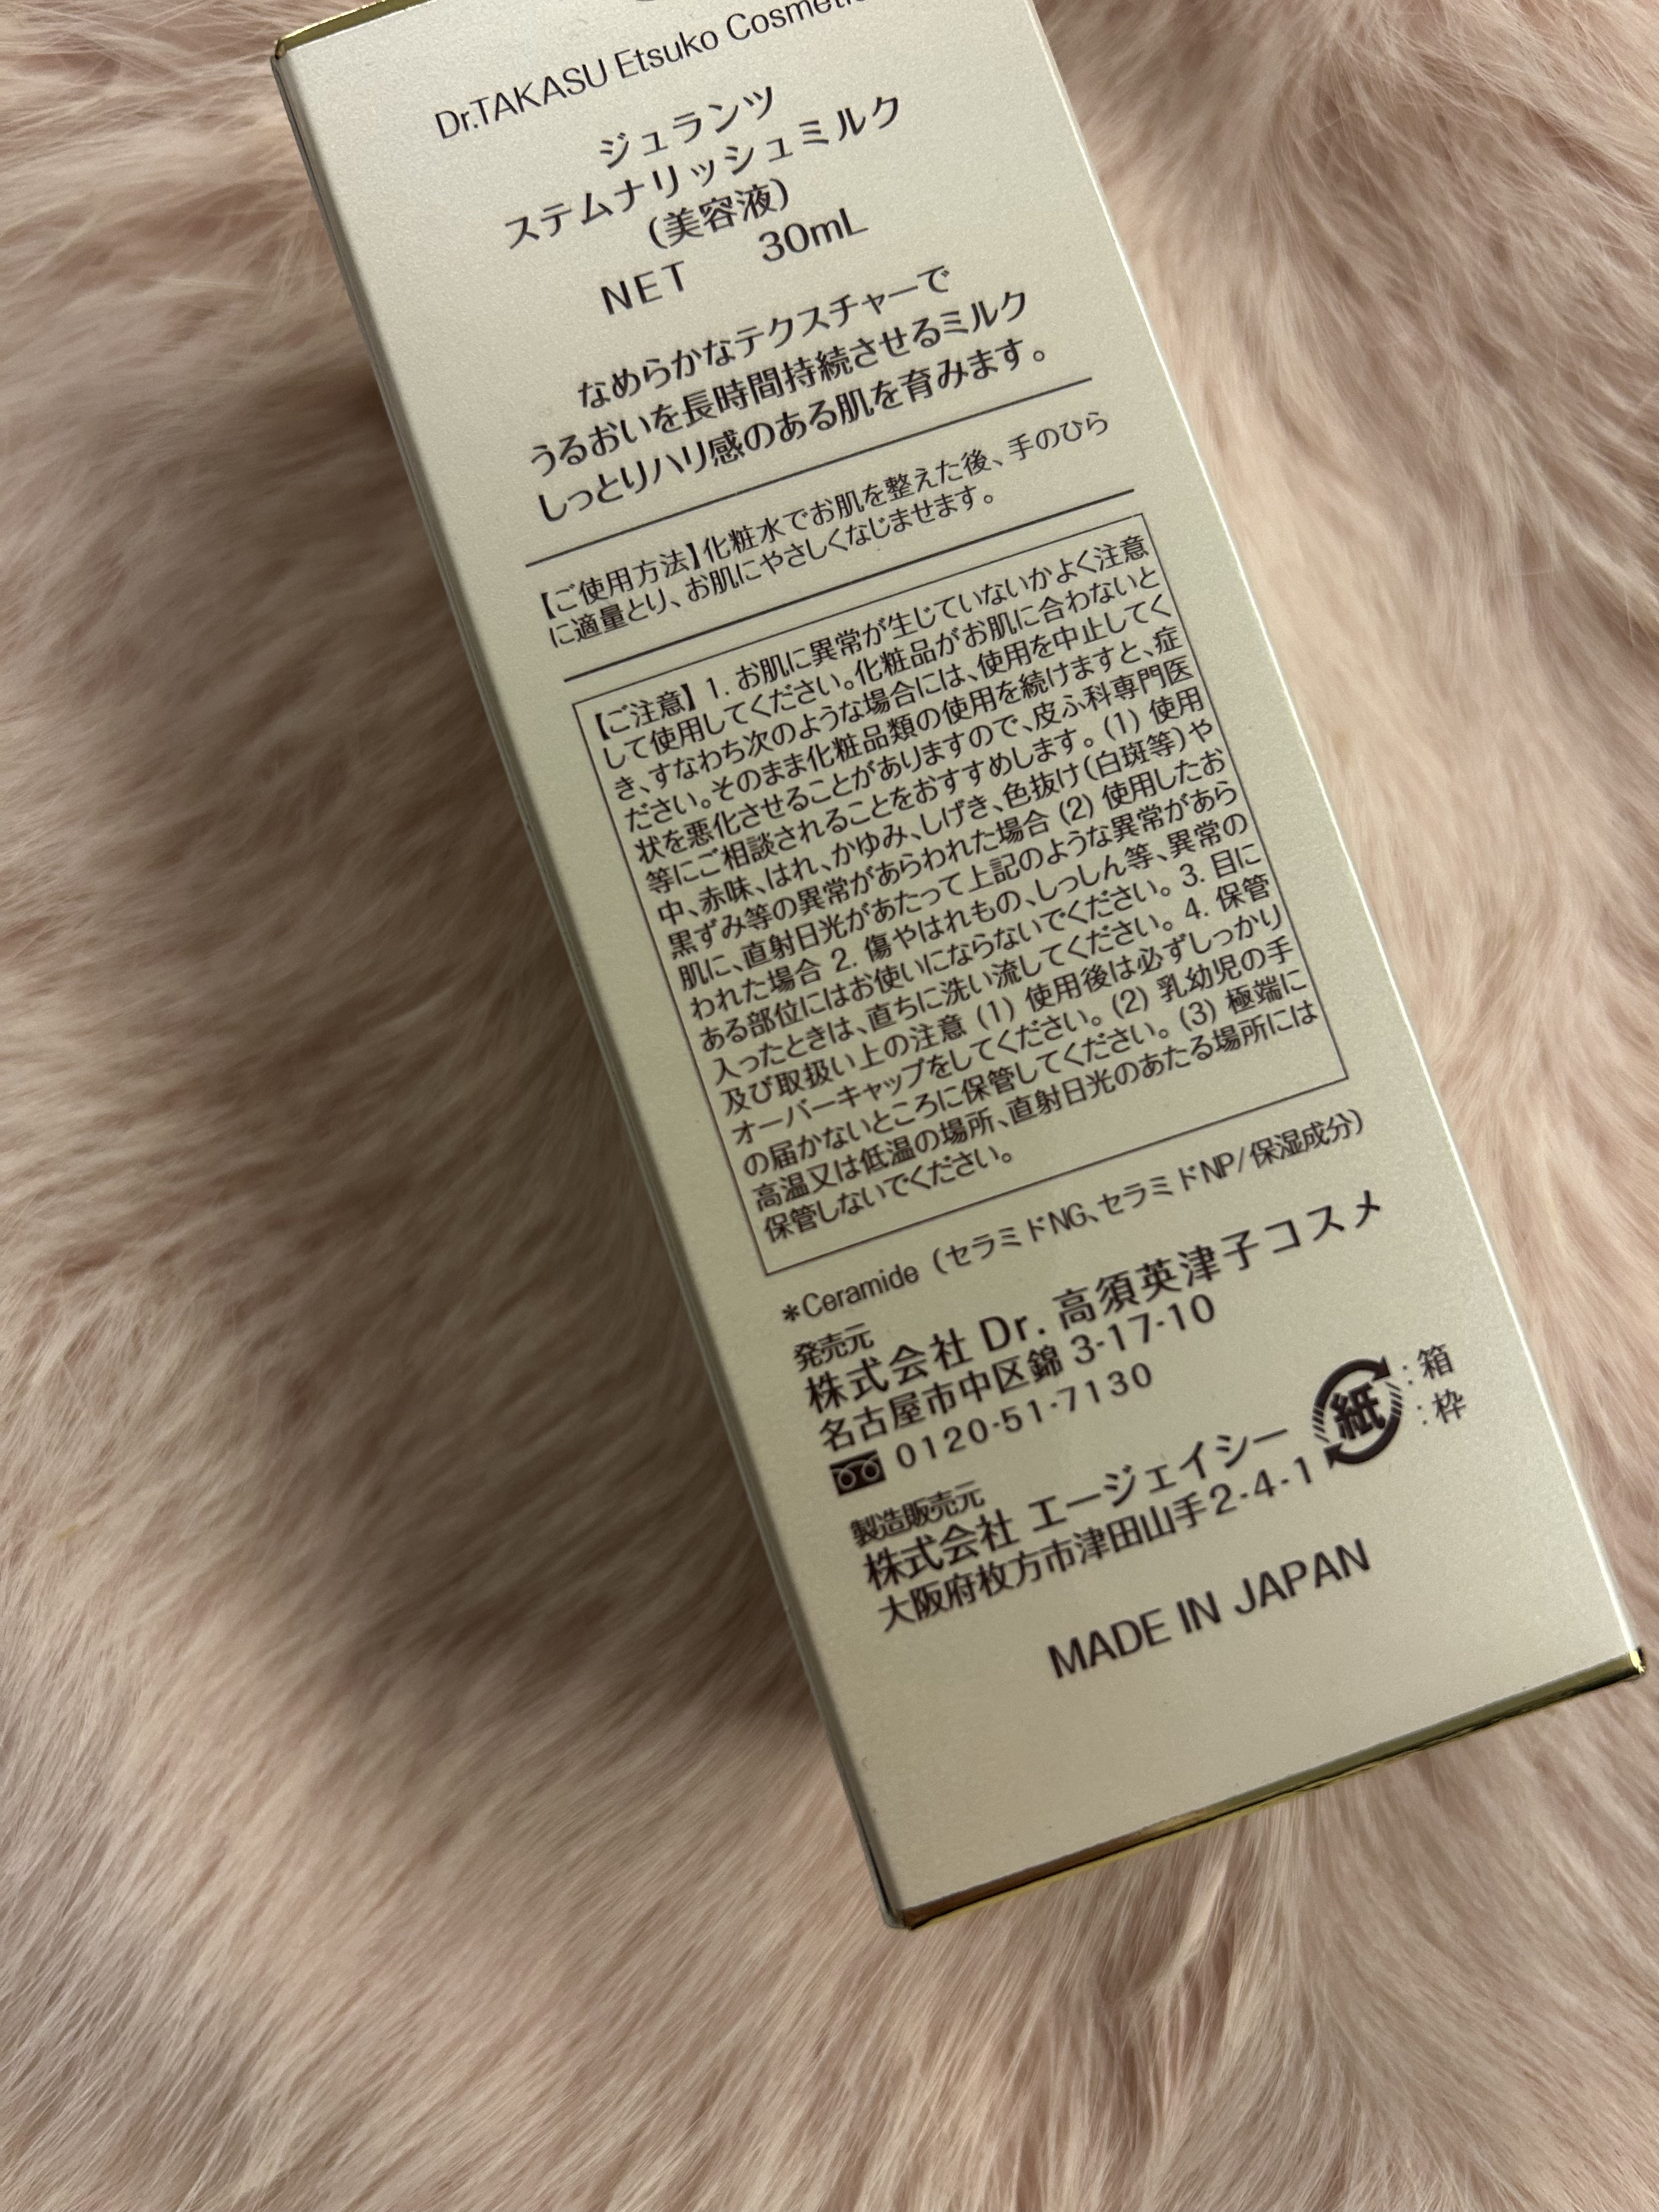 Dr.TAKASU Etsuko Cosmetic
ジュランツ
ステムナリッシュミルク
(美容液)
NET 30mL
なめらかなテクスチャーで
うるおいを長時間持続させるミルク
しっとりハリ感のある肌を育みます。
【ご使用方法】化粧水でお肌を整えた後、手のひら
に適量とり、お肌にやさしくなじませます。
【ご注意】1. お肌に異常が生じていないかよく注意
して使用してください。化粧品がお肌に合わないと
き、すなわち次のような場合には、使用を中止してく
ださい。そのまま化粧品類の使用を続けますと、症
状を悪化させることがありますので、皮ふ科専門医
等にご相談されることをおすすめします。(1) 使用
中、赤味、はれ、かゆみ、しげき、色抜け(白斑等)や
黒ずみ等の異常があらわれた場合 (2) 使用したお
肌に、直射日光があたって上記のような異常があら
われた場合 2. 傷やはれもの、しっしん等、異常の
ある部位にはお使いにならないでください。 3. 目に
入ったときは、直ちに洗い流してください。 4. 保管
及び取扱い上の注意 (1) 使用後は必ずしっかり
オーバーキャップをしてください。(2) 乳幼児の手
の届かないところに保管してください。(3) 極端に
高温又は低温の場所、直射日光のあたる場所には
保管しないでください。
*Ceramide (セラミドNG、セラミドNP/保湿成分)
発売元
株式会社 Dr. 高須英津子コスメ
名古屋市中区錦 3-17-10
0120-51-7130
製造販売元
株式会社 エージェイシー
大阪府枚方市津田山手2-4-1
紙 :箱
:枠
MADE IN JAPAN